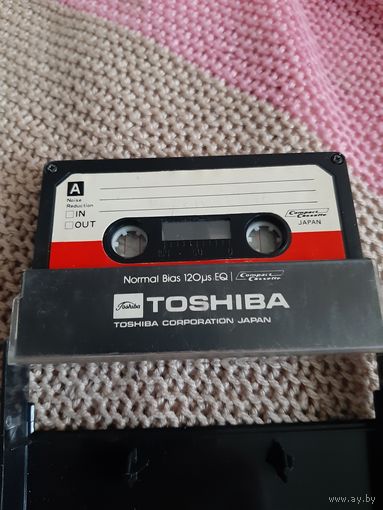 A
Noise
Reduction
IN
OUT
Compact
Cassette
JAPAN
Normal Bias 120µs EQ | Compact Cassette
Toshiba TOSHIBA
TOSHIBA CORPORATION JAPAN
www.ay.by